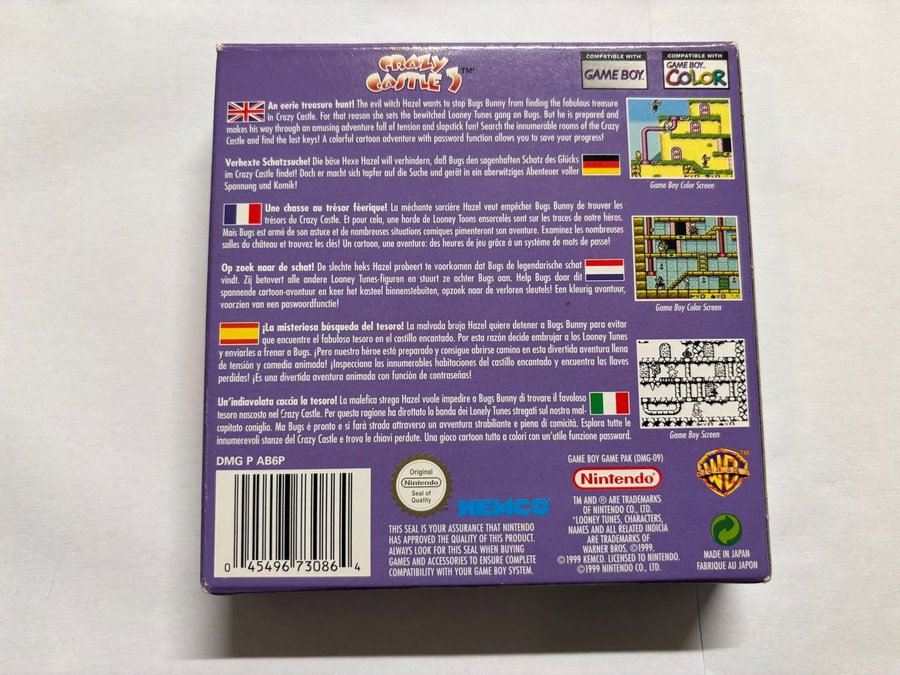 CRAZY
CASTLE 3™
COMPATIBLE WITH
GAME BOY™
COMPATIBLE WITH
GAME BOY™
COLOR
An eerie treasure hunt! The evil witch Hazel wants to stop Bugs Bunny from finding the fabulous treasure
in Crazy Castle. For that reason she sets the bewitched Looney Tunes gang on Bugs. But he is prepared and
makes his way through an amusing adventure full of tension and slapstick fun! Search the innumerable rooms of the Crazy
Castle and find the lost keys! A colorful cartoon adventure with password function allows you to save your progress!
Game Boy Color Screen
Verhexte Schatzsuche! Die böse Hexe Hazel will verhindern, daß Bugs den sagenhoften Schatz des Glücks
im Crazy Castle findet! Doch er macht sich tapfer auf die Suche und gerät in ein aberwitziges Abenteuer voller
Spannung und Komik!
Une chasse au trèsor féerique! La méchante sorcière Hazel veut empêcher Bugs Bunny de trouver les
trésors du Crazy Castle. Et pour cela, une horde de Looney Toons ensorcelés sont sur les traces de notre héros.
Mais Bugs est armé de son astuce et de nombreuses situations comiques pimenteront son aventure. Examinez les nombreuses
salles du château et trouvez les clés! Un cartoon, une aventure: des heures de jeu grâce à un système de mots de passe!
Game Boy Color Screen
Op zoek naar de schat! De slechte heks Hazel probeert te voorkomen dat Bugs de legendarische schat
vindt. Zij betovert alle andere Looney Tunes-figuren en stuurt ze achter Bugs aan. Help Bugs door dit
spannende cartoon-avontuur en keer het kasteel binnenstebuiten, opzoek naar de verloren sleutels! Een kleurig avontuur,
voorzien van een paswoordfunctie!
¡La misteriosa búsqueda del tesoro! La malvada bruja Hazel quiere detener a Bugs Bunny para evitar
que encuentre el fabuloso tesoro en el castillo encantado. Por esta razón decide embrujar a los Looney Tunes
y enviarles a frenar a Bugs. ¡Pero nuestro héroe está preparado y consigue abrirse camino en esta divertida aventura llena
de tensión y comedia animada! ¡Inspecciona las innumerables habitaciones del castillo encantado y encuentra las llaves
perdidas! ¡Es una divertida aventura animada con función de contraseñas!
Game Boy Screen
Un'indiavolata caccia la tesoro! La malefica strega Hazel vuole impedire a Bugs Bunny di trovare il favoloso
tesoro nascosto nel Crazy Castle. Per questa ragione ha dirottato la banda dei Lonely Tunes stregati sul nostro mal-
capitato coniglio. Ma Bugs è pronto e si farà strada attraverso un avventura strabiliante e piena di comicità. Esplora tutte le
innumerevoli stanze del Crazy Castle e trova le chiavi perdute. Una gioco carton tutto a colori con un'utile funzione password.
DMG P AB6P
0 45496 73086 4
Original
Nintendo
Seal of
Quality
KEMCO
THIS SEAL IS YOUR ASSURANCE THAT NINTENDO
HAS APPROVED THE QUALITY OF THIS PRODUCT.
ALWAYS LOOK FOR THIS SEAL WHEN BUYING
GAMES AND ACCESSORIES TO ENSURE COMPLETE
COMPATIBILITY WITH YOUR GAME BOY SYSTEM.
GAME BOY GAME PAK (DMG-09)
Nintendo®
TM AND ® ARE TRADEMARKS
OF NINTENDO CO., LTD.
"LOONEY TUNES, CHARACTERS,
NAMES AND ALL RELATED INDICIA
ARE TRADEMARKS OF
WARNER BROS. ©1999.
©1999 KEMCO. LICENSED TO NINTENDO.
©1999 NINTENDO CO., LTD.
MADE IN JAPAN
FABRIQUE AU JAPON